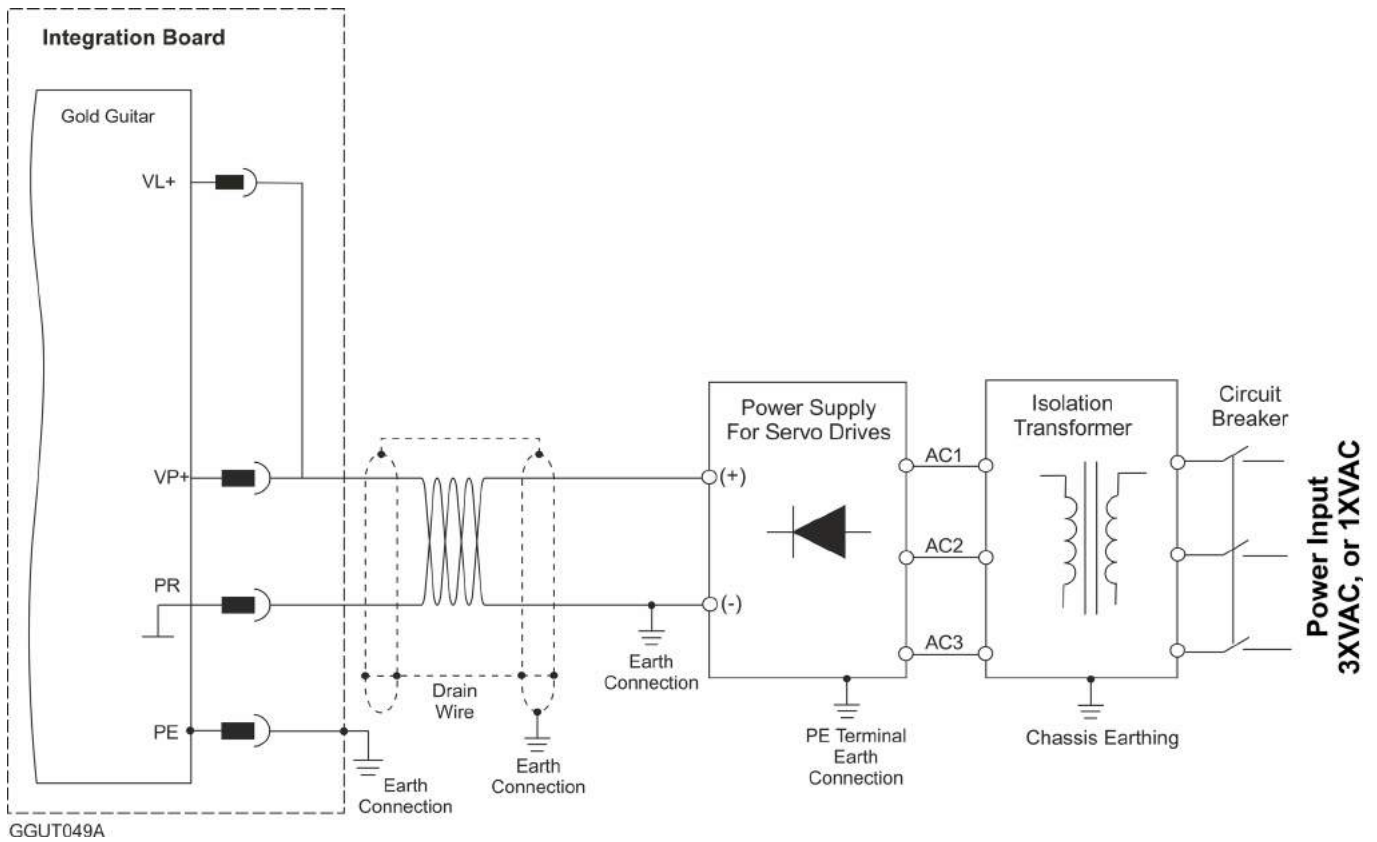 Integration Board
Gold Guitar
VL+
VP+
PR
PE
Drain
Wire
Earth
Connection
Earth
Connection
Earth
Connection
Power Supply
For Servo Drives
(+)
(-)
PE Terminal
Earth
Connection
AC1
AC2
AC3
Isolation
Transformer
Chassis Earthing
Circuit
Breaker
Power Input
3XVAC, or 1XVAC
GGUT049A